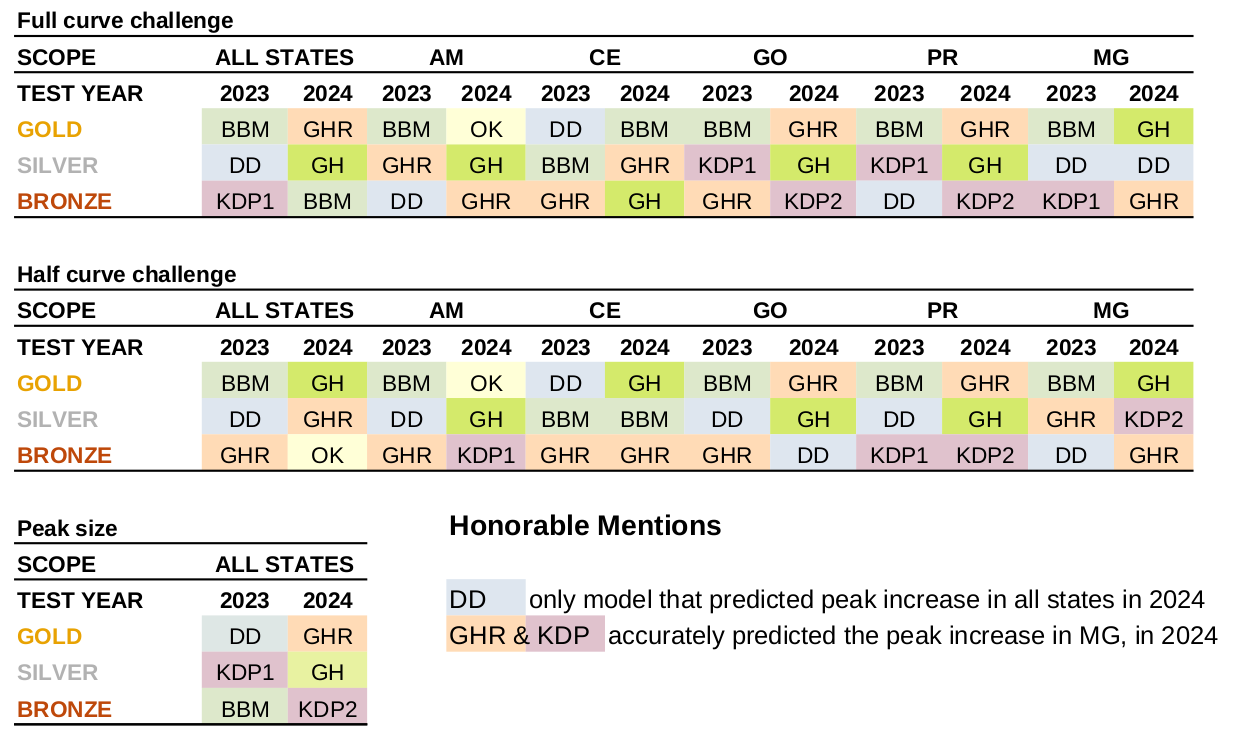 Full curve challenge
SCOPE ALL STATES AM CE GO PR MG
TEST YEAR 2023 2024 2023 2024 2023 2024 2023 2024 2023 2024 2023 2024
GOLD BBM GHR BBM OK DD BBM BBM GHR BBM GHR BBM GH
SILVER DD GH GHR GH BBM GHR KDP1 GH KDP1 GH DD DD
BRONZE KDP1 BBM DD GHR GHR GH GHR KDP2 DD KDP2 KDP1 GHR
Half curve challenge
SCOPE ALL STATES AM CE GO PR MG
TEST YEAR 2023 2024 2023 2024 2023 2024 2023 2024 2023 2024 2023 2024
GOLD BBM GH BBM OK DD GH BBM GHR BBM GHR BBM GH
SILVER DD GHR DD GH BBM BBM DD GH DD GH GHR KDP2
BRONZE GHR OK GHR KDP1 GHR GHR GHR DD KDP1 KDP2 DD GHR
Peak size
SCOPE ALL STATES
TEST YEAR 2023 2024
GOLD DD GHR
SILVER KDP1 GH
BRONZE BBM KDP2
Honorable Mentions
DD only model that predicted peak increase in all states in 2024
GHR & KDP accurately predicted the peak increase in MG, in 2024